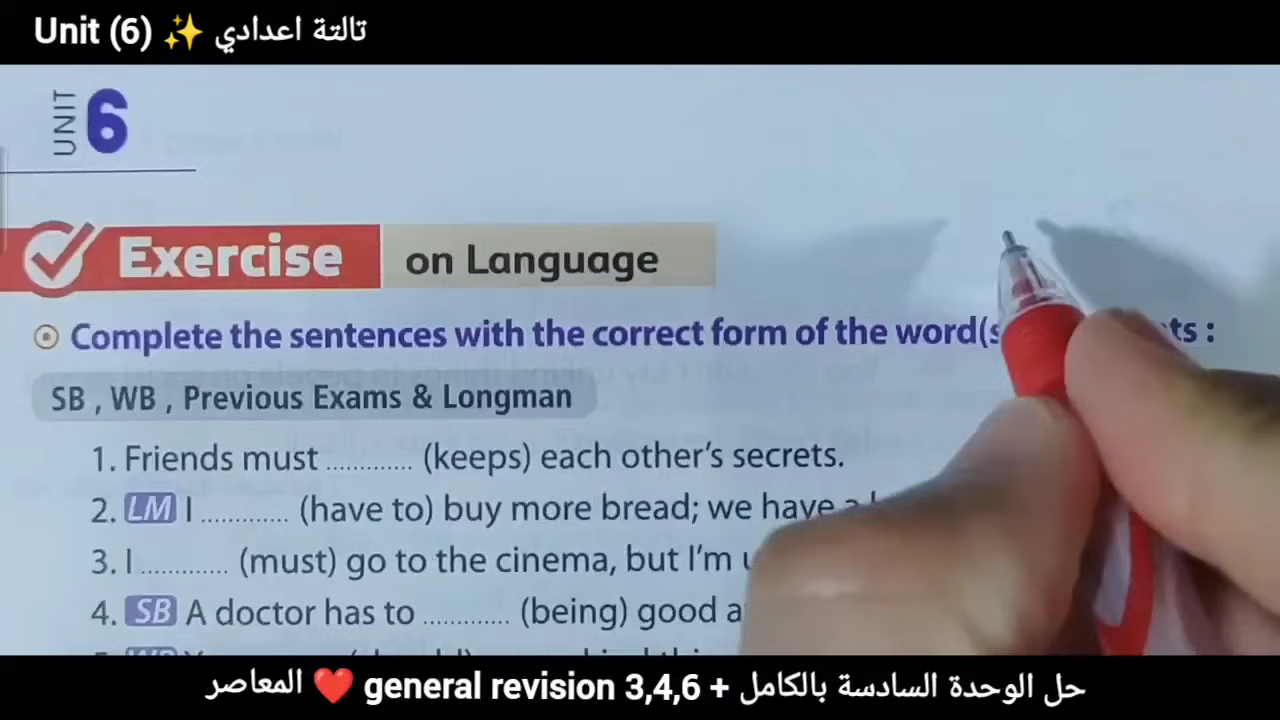 Unit (6) ✨ تالتة اعدادي
UNIT 6
Exercise on Language
Complete the sentences with the correct form of the word(s :
SB , WB , Previous Exams & Longman
1. Friends must ............. (keeps) each other's secrets.
2. LM I ............. (have to) buy more bread; we have a
3. I ............. (must) go to the cinema, but I'm
4. SB A doctor has to ............. (being) good
حل الوحدة السادسة بالكامل + general revision 3,4,6 ❤️ المعاصر